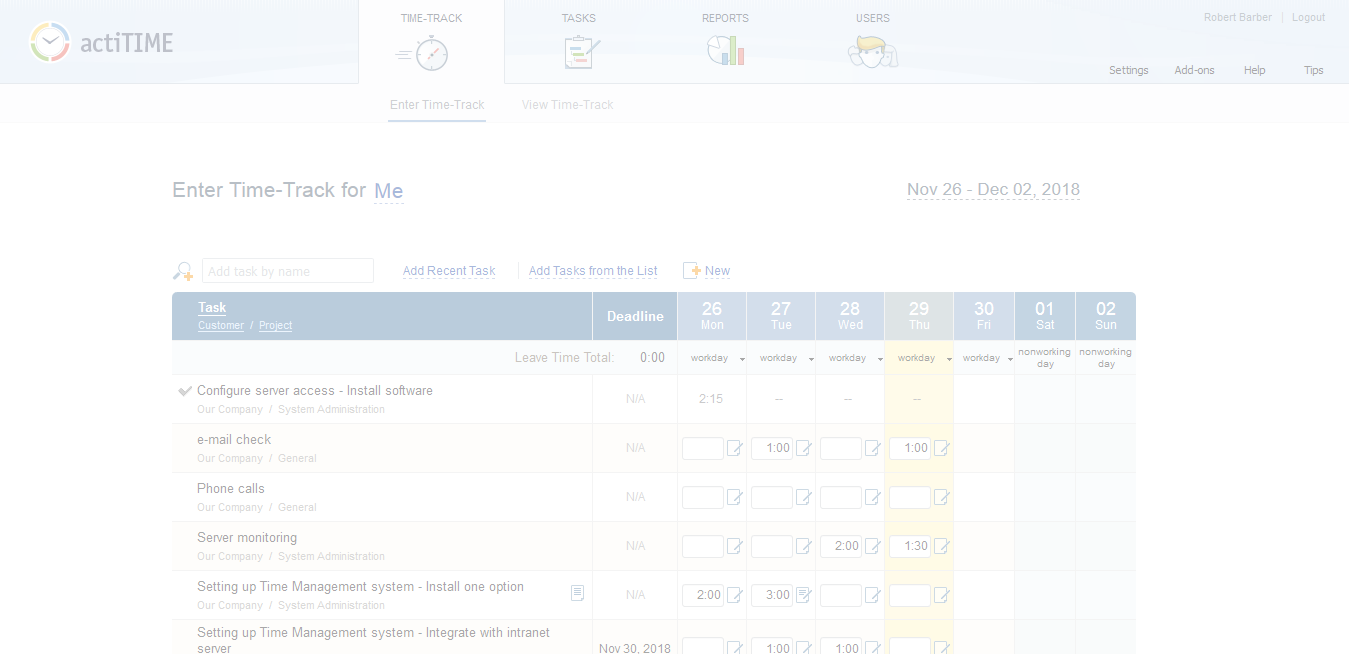 actiTIME
TIME-TRACK
TASKS
REPORTS
USERS
Robert Barber
Logout
Settings
Add-ons
Help
Tips
Enter Time-Track
View Time-Track
Enter Time-Track for Me
Nov 26 - Dec 02, 2018
Add task by name
Add Recent Task
Add Tasks from the List
New
Task
Customer / Project
Deadline
26
Mon
27
Tue
28
Wed
29
Thu
30
Fri
01
Sat
02
Sun
Leave Time Total: 0:00
workday
workday
workday
workday
workday
nonworking
day
nonworking
day
Configure server access - Install software
Our Company / System Administration
N/A
2:15
--
--
--
e-mail check
Our Company / General
N/A
1:00
1:00
Phone calls
Our Company / General
N/A
Server monitoring
Our Company / System Administration
N/A
2:00
1:30
Setting up Time Management system - Install one option
Our Company / System Administration
N/A
2:00
3:00
Setting up Time Management system - Integrate with intranet
server
Nov 30, 2018
1:00
1:00